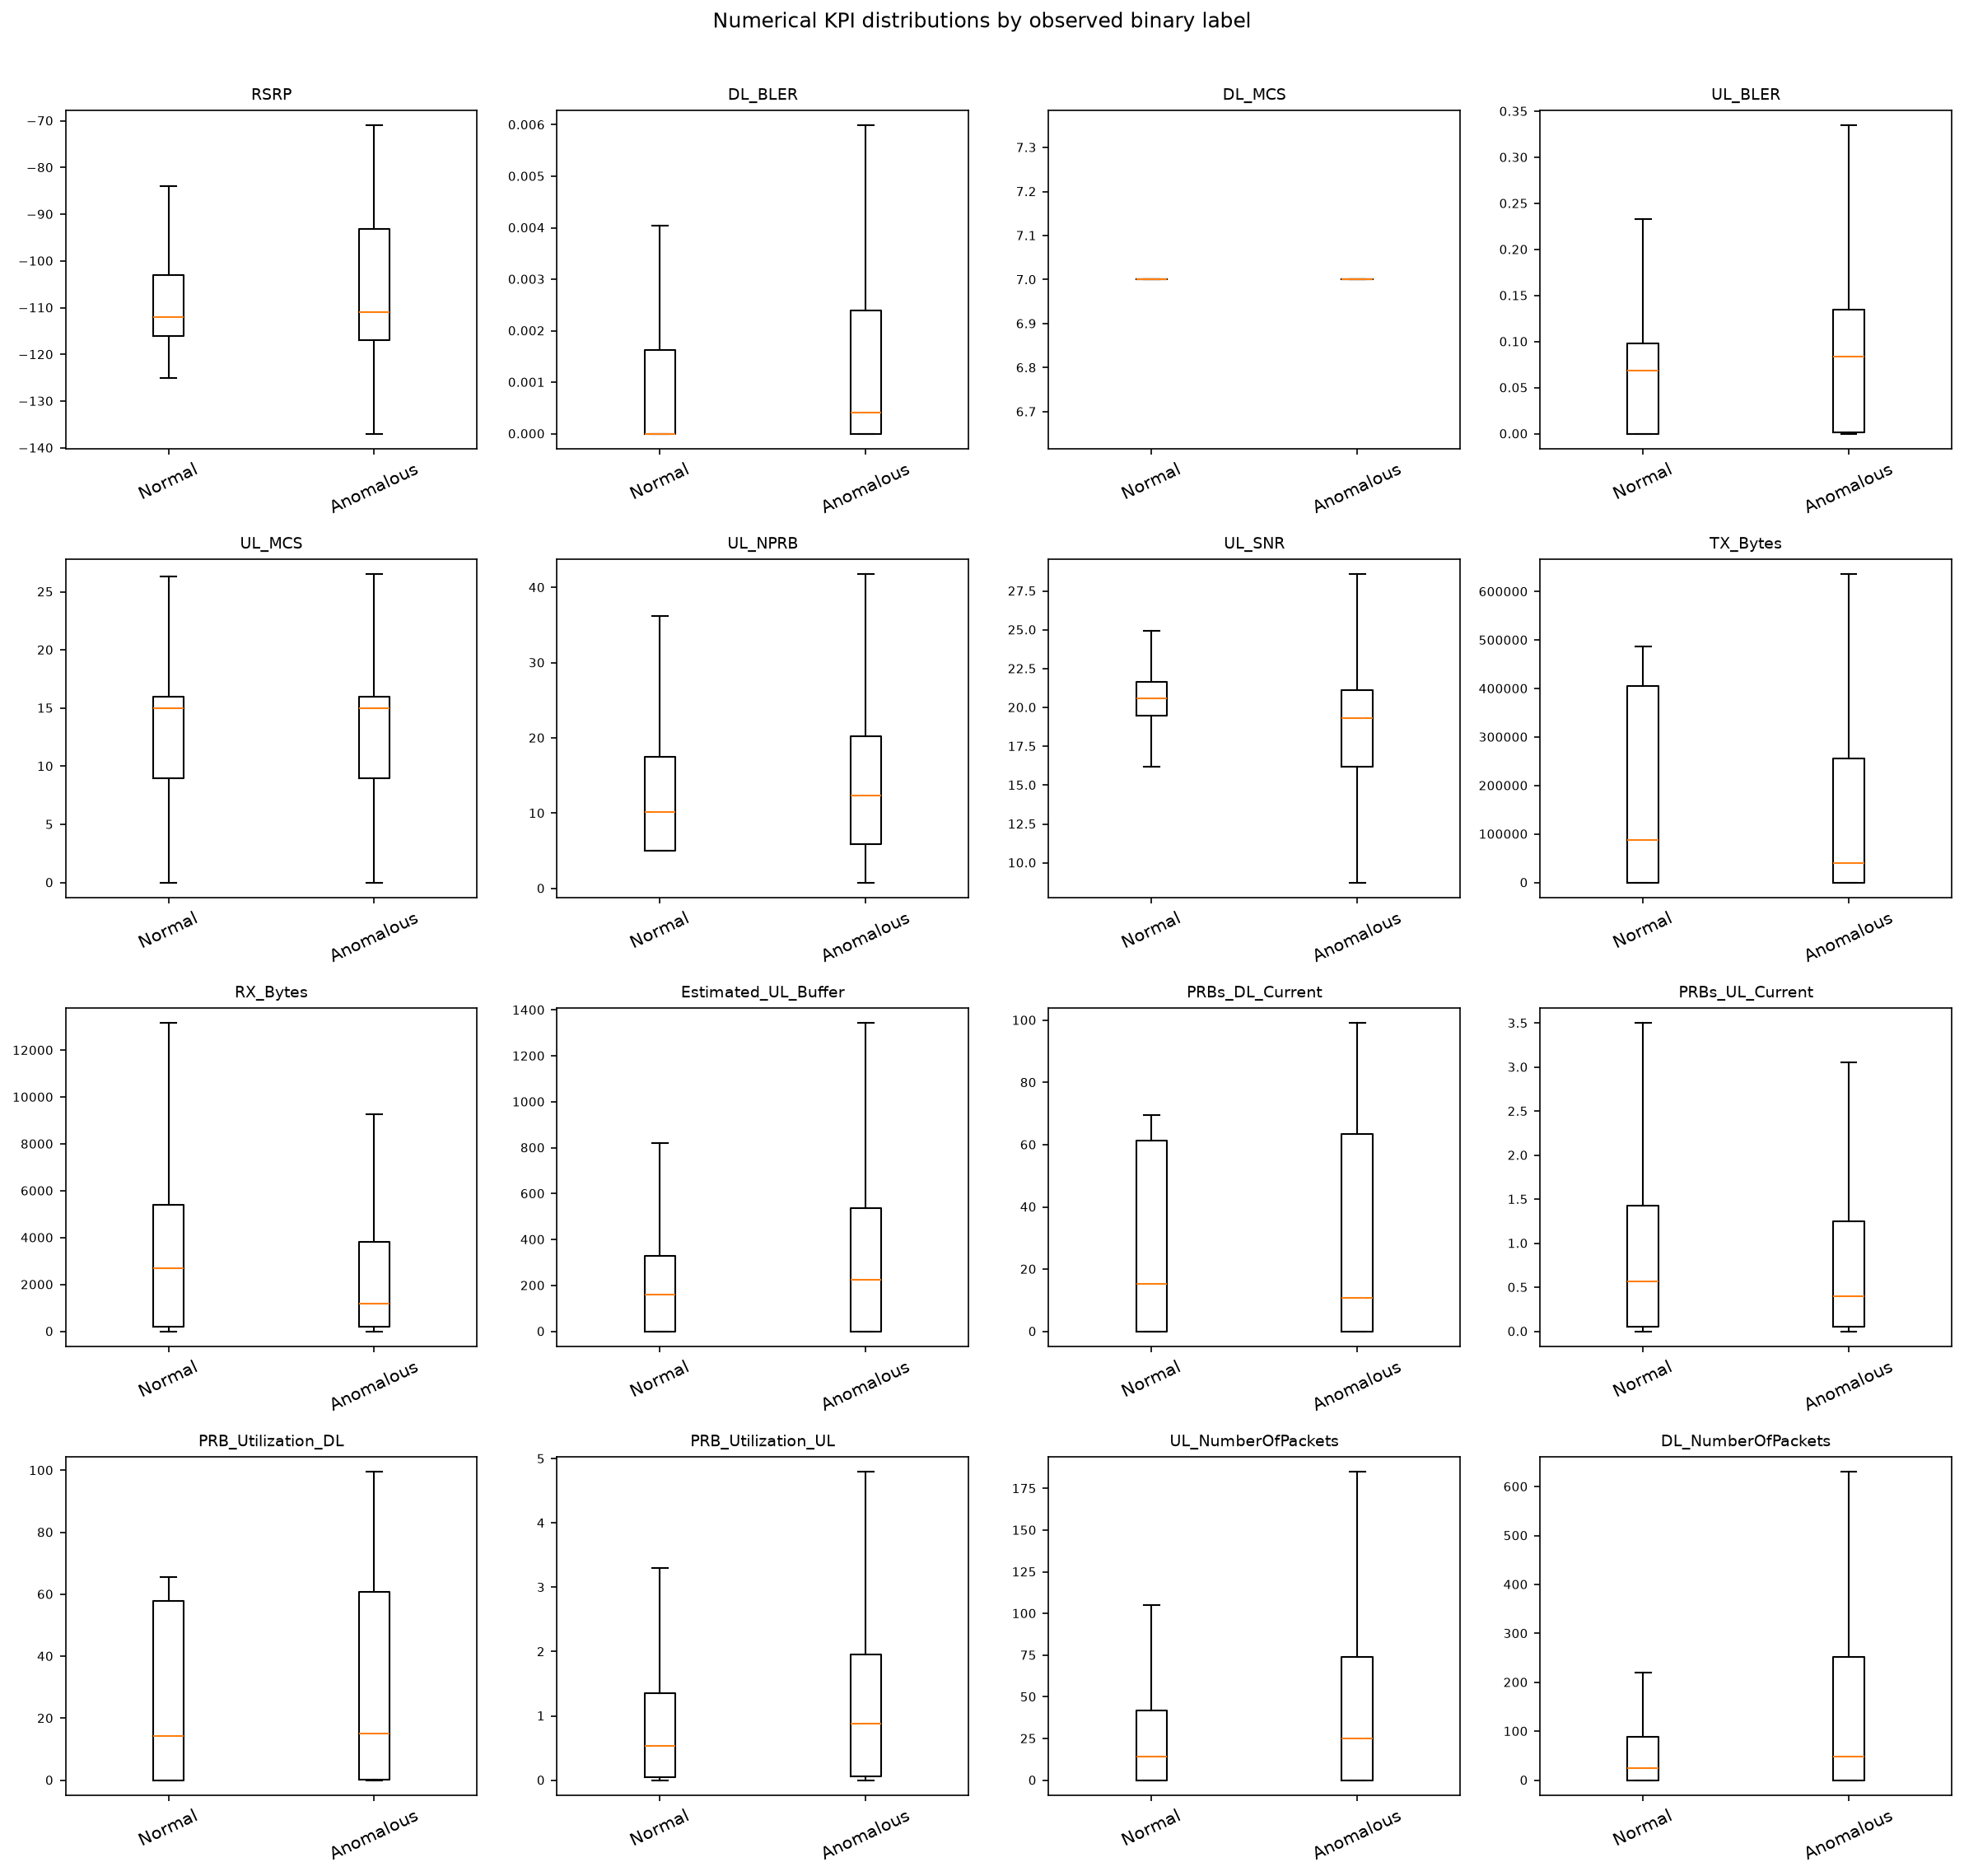 Numerical KPI distributions by observed binary label
RSRP
−70
−80
−90
−100
−110
−120
−130
−140
Normal
Anomalous
DL_BLER
0.006
0.005
0.004
0.003
0.002
0.001
0.000
Normal
Anomalous
DL_MCS
7.3
7.2
7.1
7.0
6.9
6.8
6.7
Normal
Anomalous
UL_BLER
0.35
0.30
0.25
0.20
0.15
0.10
0.05
0.00
Normal
Anomalous
UL_MCS
25
20
15
10
5
0
Normal
Anomalous
UL_NPRB
40
30
20
10
0
Normal
Anomalous
UL_SNR
27.5
25.0
22.5
20.0
17.5
15.0
12.5
10.0
Normal
Anomalous
TX_Bytes
600000
500000
400000
300000
200000
100000
0
Normal
Anomalous
RX_Bytes
12000
10000
8000
6000
4000
2000
0
Normal
Anomalous
Estimated_UL_Buffer
1400
1200
1000
800
600
400
200
0
Normal
Anomalous
PRBs_DL_Current
100
80
60
40
20
0
Normal
Anomalous
PRBs_UL_Current
3.5
3.0
2.5
2.0
1.5
1.0
0.5
0.0
Normal
Anomalous
PRB_Utilization_DL
100
80
60
40
20
0
Normal
Anomalous
PRB_Utilization_UL
5
4
3
2
1
0
Normal
Anomalous
UL_NumberOfPackets
175
150
125
100
75
50
25
0
Normal
Anomalous
DL_NumberOfPackets
600
500
400
300
200
100
0
Normal
Anomalous